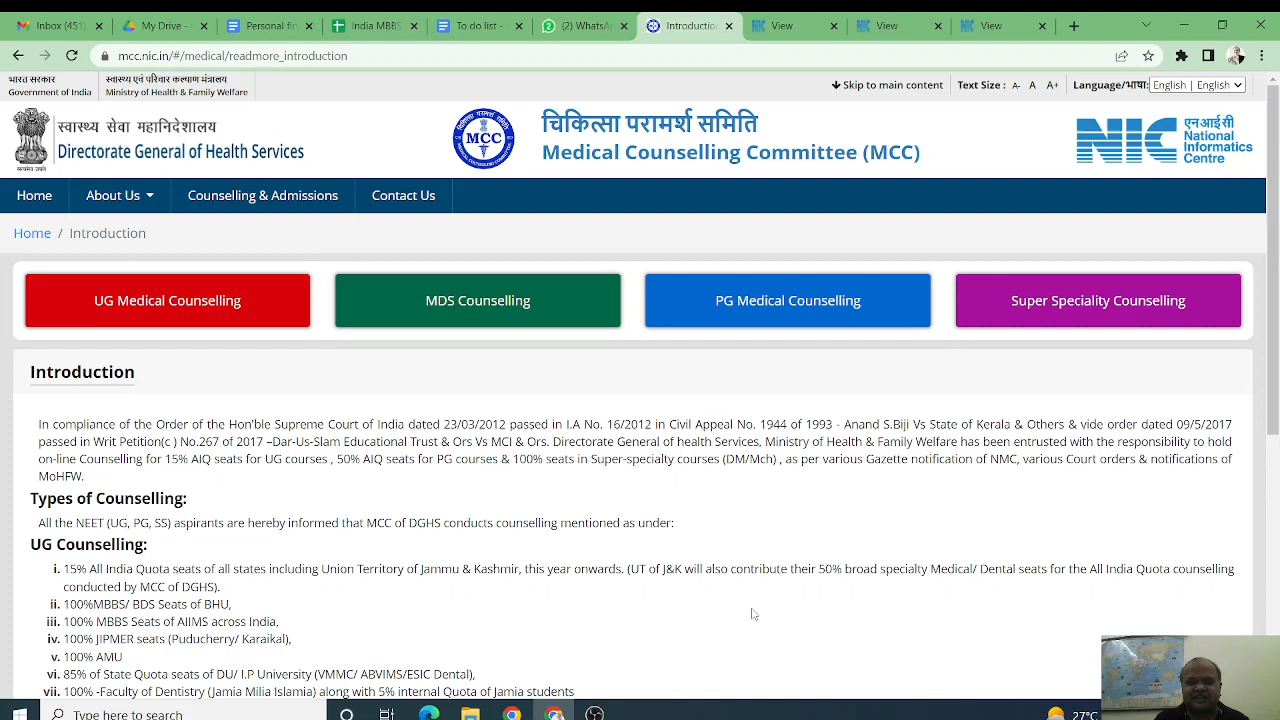 Inbox (451)
My Drive -
Personal fin
India MBBS
To do list -
(2) WhatsA
Introductio
View
View
View
mcc.nic.in/#/medical/readmore_introduction
भारत सरकार
Government of India
स्वास्थ्य एवं परिवार कल्याण मंत्रालय
Ministry of Health & Family Welfare
Skip to main content
Text Size : A- A A+
Language/भाषा: English | English
स्वास्थ्य सेवा महानिदेशालय
Directorate General of Health Services
MCC
चिकित्सा परामर्श समिति
Medical Counselling Committee (MCC)
NIC
एनआईसी
National
Informatics
Centre
Home
About Us
Counselling & Admissions
Contact Us
Home / Introduction
UG Medical Counselling
MDS Counselling
PG Medical Counselling
Super Speciality Counselling
Introduction
In compliance of the Order of the Hon'ble Supreme Court of India dated 23/03/2012 passed in I.A No. 16/2012 in Civil Appeal No. 1944 of 1993 - Anand S.Biji Vs State of Kerala & Others & vide order dated 09/5/2017
passed in Writ Petition(c ) No.267 of 2017 –Dar-Us-Slam Educational Trust & Ors Vs MCI & Ors. Directorate General of health Services, Ministry of Health & Family Welfare has been entrusted with the responsibility to hold
on-line Counselling for 15% AIQ seats for UG courses , 50% AIQ seats for PG courses & 100% seats in Super-specialty courses (DM/Mch) , as per various Gazette notification of NMC, various Court orders & notifications of
MoHFW.
Types of Counselling:
All the NEET (UG, PG, SS) aspirants are hereby informed that MCC of DGHS conducts counselling mentioned as under:
UG Counselling:
i. 15% All India Quota seats of all states including Union Territory of Jammu & Kashmir, this year onwards. (UT of J&K will also contribute their 50% broad specialty Medical/ Dental seats for the All India Quota counselling
conducted by MCC of DGHS).
ii. 100%MBBS/ BDS Seats of BHU,
iii. 100% MBBS Seats of AIIMS across India,
iv. 100% JIPMER seats (Puducherry/ Karaikal),
v. 100% AMU
vi. 85% of State Quota seats of DU/ I.P University (VMMC/ ABVIMS/ESIC Dental),
vii. 100% -Faculty of Dentistry (Jamia Milia Islamia) along with 5% internal Quota of Jamia students
Type here to search
27°C